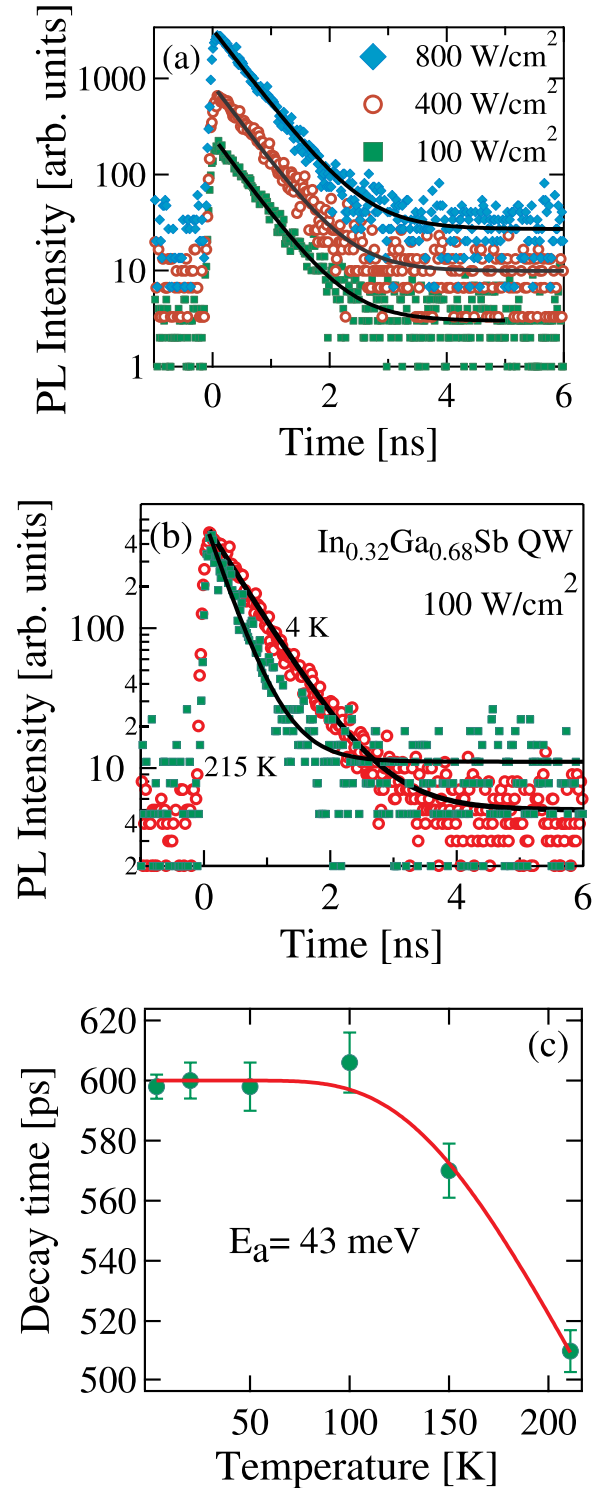 (a)
800 W/cm²
400 W/cm²
100 W/cm²
PL Intensity [arb. units]
1000
100
10
1
0 2 4 6
Time [ns]
(b)
In0.32Ga0.68Sb QW
100 W/cm²
4 K
215 K
PL Intensity [arb. units]
4
2
100
4
2
10
4
2
0 2 4 6
Time [ns]
(c)
Ea= 43 meV
Decay time [ps]
620
600
580
560
540
520
500
50 100 150 200
Temperature [K]